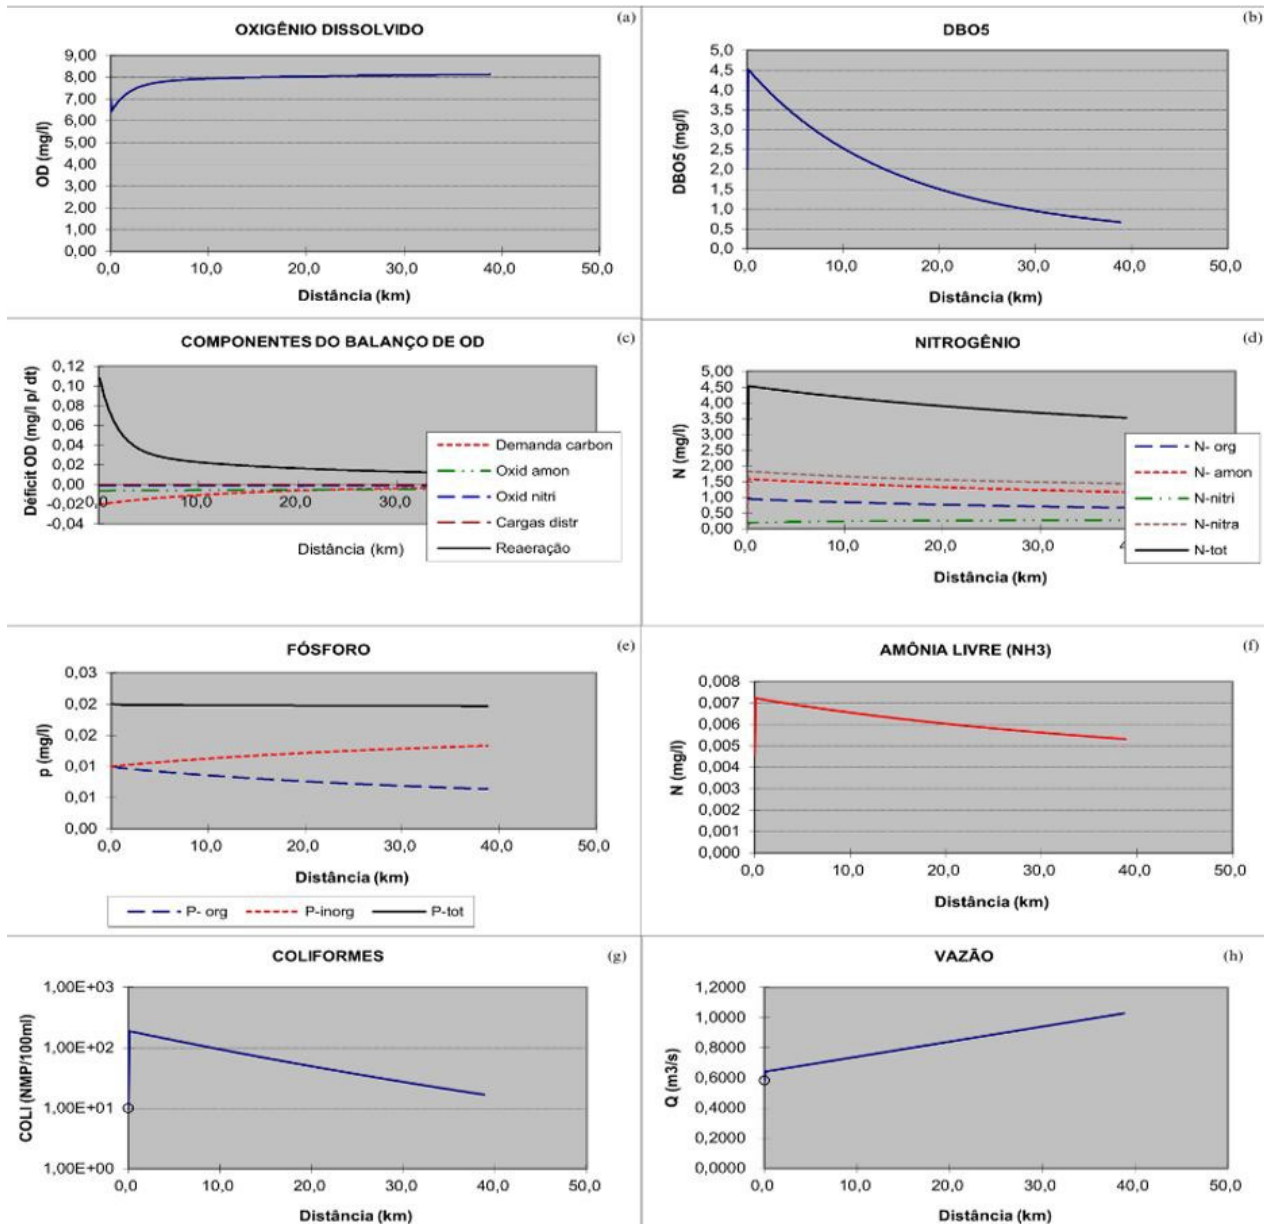 (a)
OXIGÊNIO DISSOLVIDO
9,00
8,00
7,00
6,00
5,00
4,00
3,00
2,00
1,00
0,00
OD (mg/l)
0,0 10,0 20,0 30,0 40,0 50,0
Distância (km)
(b)
DBO5
5,0
4,5
4,0
3,5
3,0
2,5
2,0
1,5
1,0
0,5
0,0
DBO5 (mg/l)
0,0 10,0 20,0 30,0 40,0 50,0
Distância (km)
(c)
COMPONENTES DO BALANÇO DE OD
0,12
0,10
0,08
0,06
0,04
0,02
0,00
-0,02
-0,04
Déficit OD (mg/l p/ dt)
0,0 10,0 20,0 30,0
Distância (km)
Demanda carbon
Oxid amon
Oxid nitri
Cargas distr
Reaeração
(d)
NITROGÊNIO
5,00
4,50
4,00
3,50
3,00
2,50
2,00
1,50
1,00
0,50
0,00
N (mg/l)
0,0 10,0 20,0 30,0
Distância (km)
N- org
N- amon
N-nitri
N-nitra
N-tot
(e)
FÓSFORO
0,03
0,02
0,02
0,01
0,01
0,00
p (mg/l)
0,0 10,0 20,0 30,0 40,0 50,0
Distância (km)
P- org P-inorg P-tot
(f)
AMÔNIA LIVRE (NH3)
0,008
0,007
0,006
0,005
0,004
0,003
0,002
0,001
0,000
N (mg/l)
0,0 10,0 20,0 30,0 40,0 50,0
Distância (km)
(g)
COLIFORMES
1,00E+03
1,00E+02
1,00E+01
1,00E+00
COLI (NMP/100ml)
0,0 10,0 20,0 30,0 40,0 50,0
Distância (km)
(h)
VAZÃO
1,2000
1,0000
0,8000
0,6000
0,4000
0,2000
0,0000
Q (m3/s)
0,0 10,0 20,0 30,0 40,0 50,0
Distância (km)